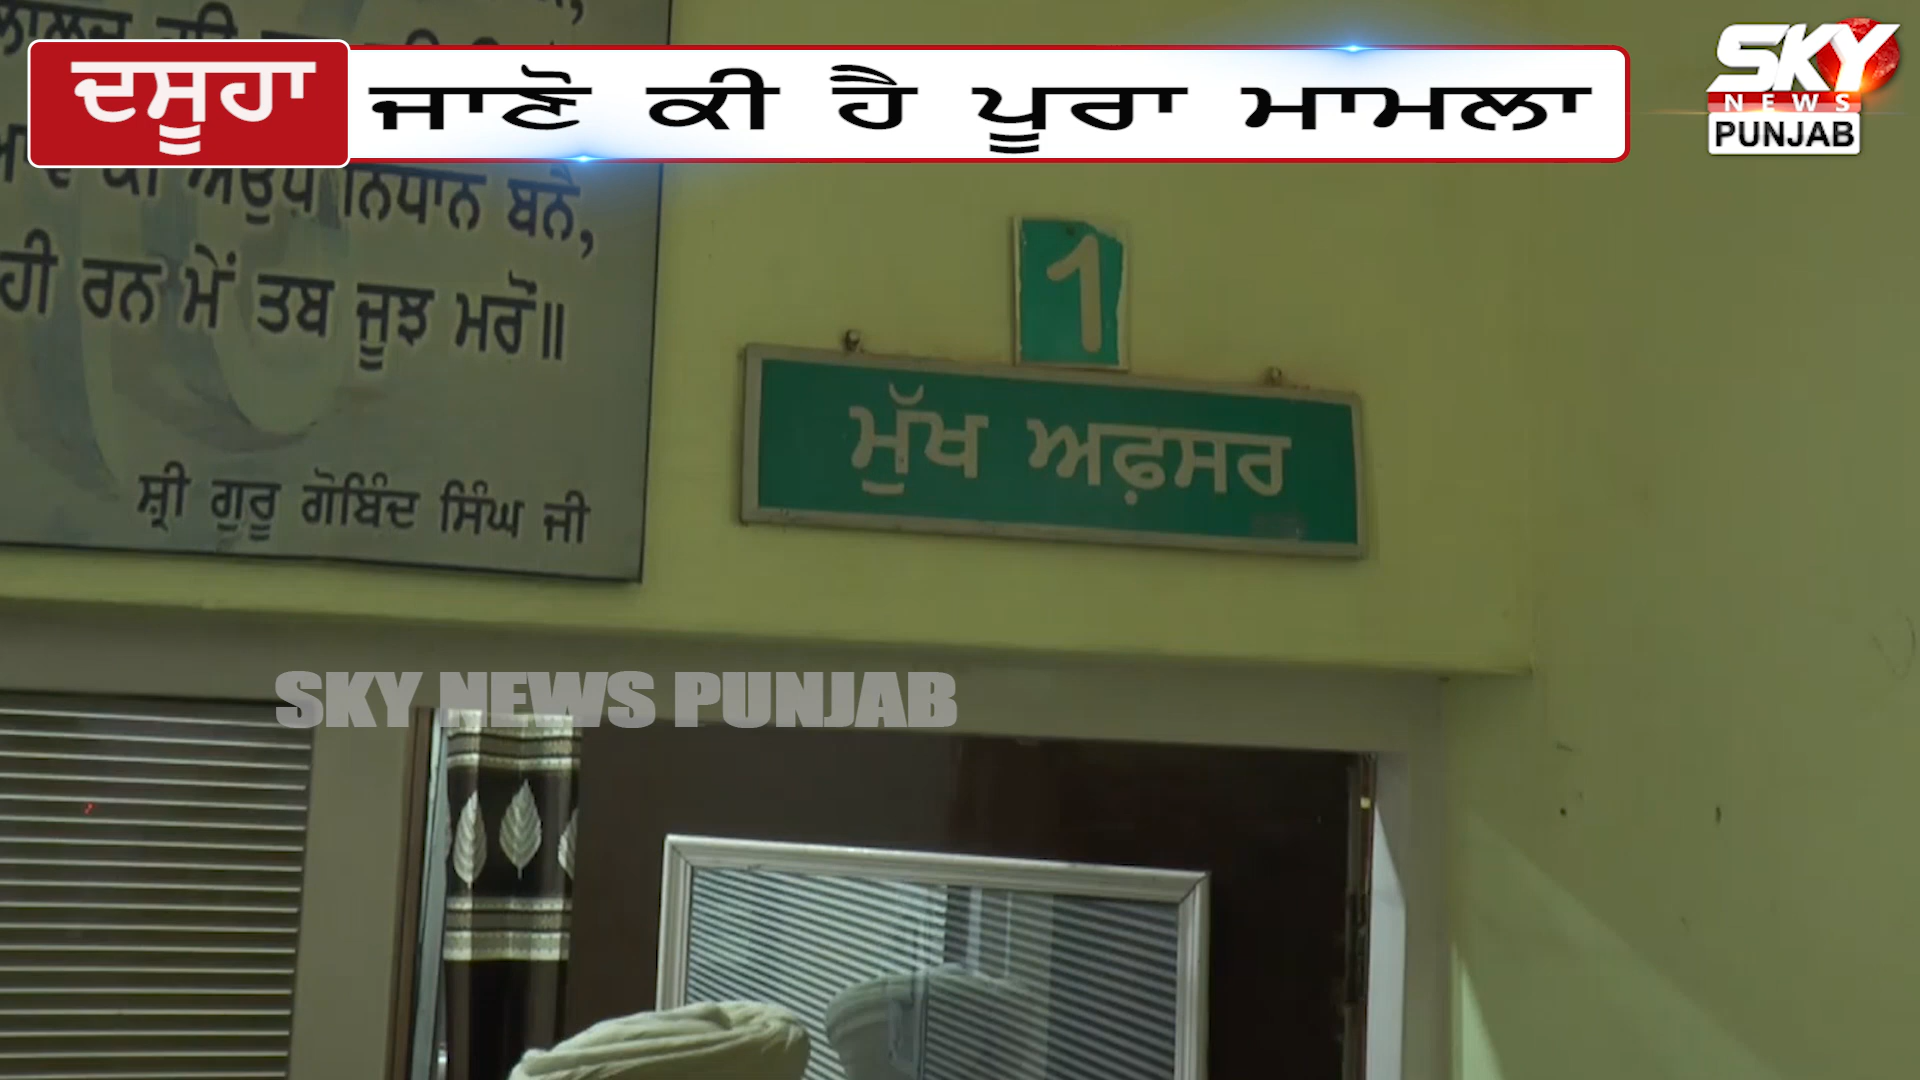 ਦਸੂਹਾ ਜਾਣੋ ਕੀ ਹੈ ਪੂਰਾ ਮਾਮਲਾ
SKY
NEWS
PUNJAB
ਨਿਧਾਨ ਬਨੈ,
ਹੀ ਰਨ ਮੇਂ ਤਬ ਜੂਝ ਮਰੋਂ॥
ਸ਼੍ਰੀ ਗੁਰੂ ਗੋਬਿੰਦ ਸਿੰਘ ਜੀ
1
ਮੁੱਖ ਅਫ਼ਸਰ
SKY NEWS PUNJAB